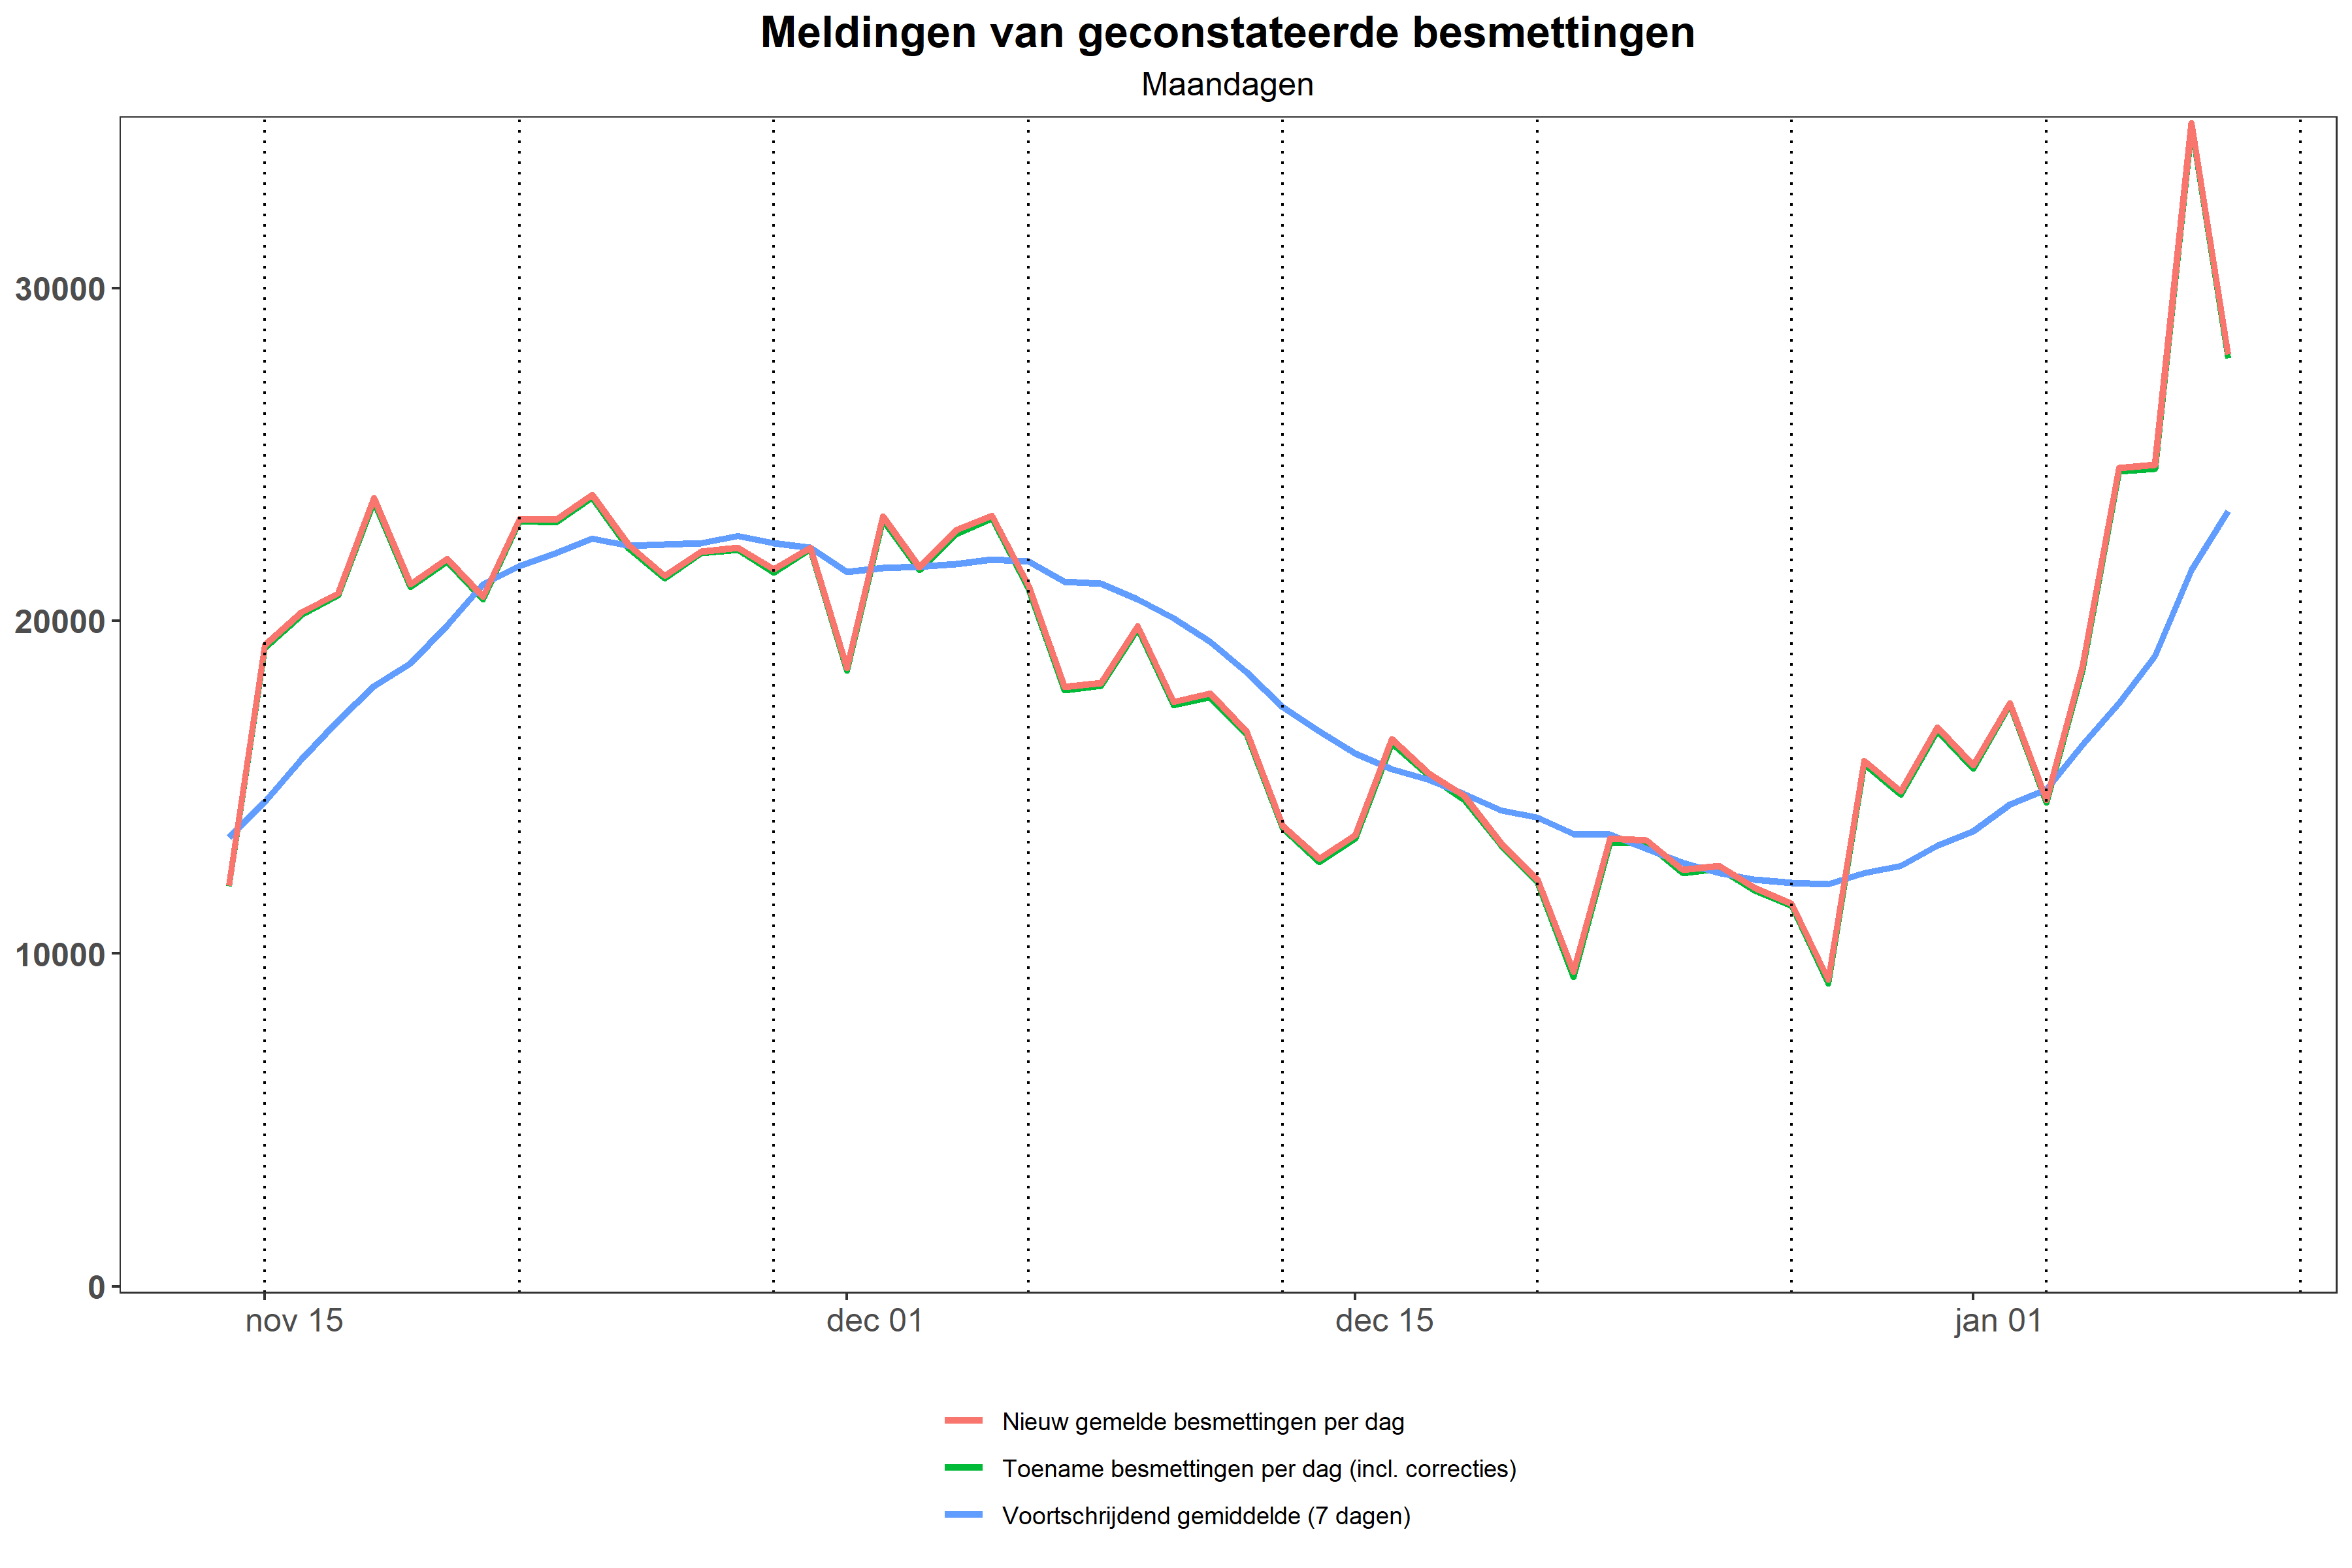 Meldingen van geconstateerde besmettingen
Maandagen
30000
20000
10000
0
nov 15
dec 01
dec 15
jan 01
Nieuw gemelde besmettingen per dag
Toename besmettingen per dag (incl. correcties)
Voortschrijdend gemiddelde (7 dagen)